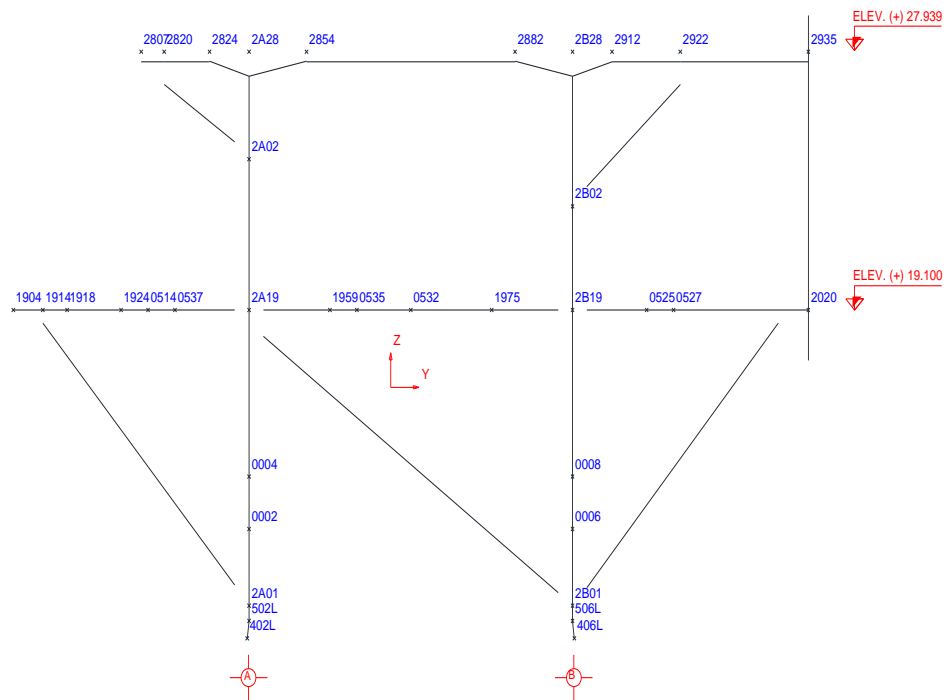 ELEV. (+) 27.939
2807 2820 2824 2A28 2854 2882 2B28 2912 2922 2935
2A02
2B02
ELEV. (+) 19.100
1904 1914 1918 1924 0514 0537 2A19 1959 0535 0532 1975 2B19 0525 0527 2020
Z
Y
0004 0008
0002 0006
2A01 2B01
502L 506L
402L 406L
A B